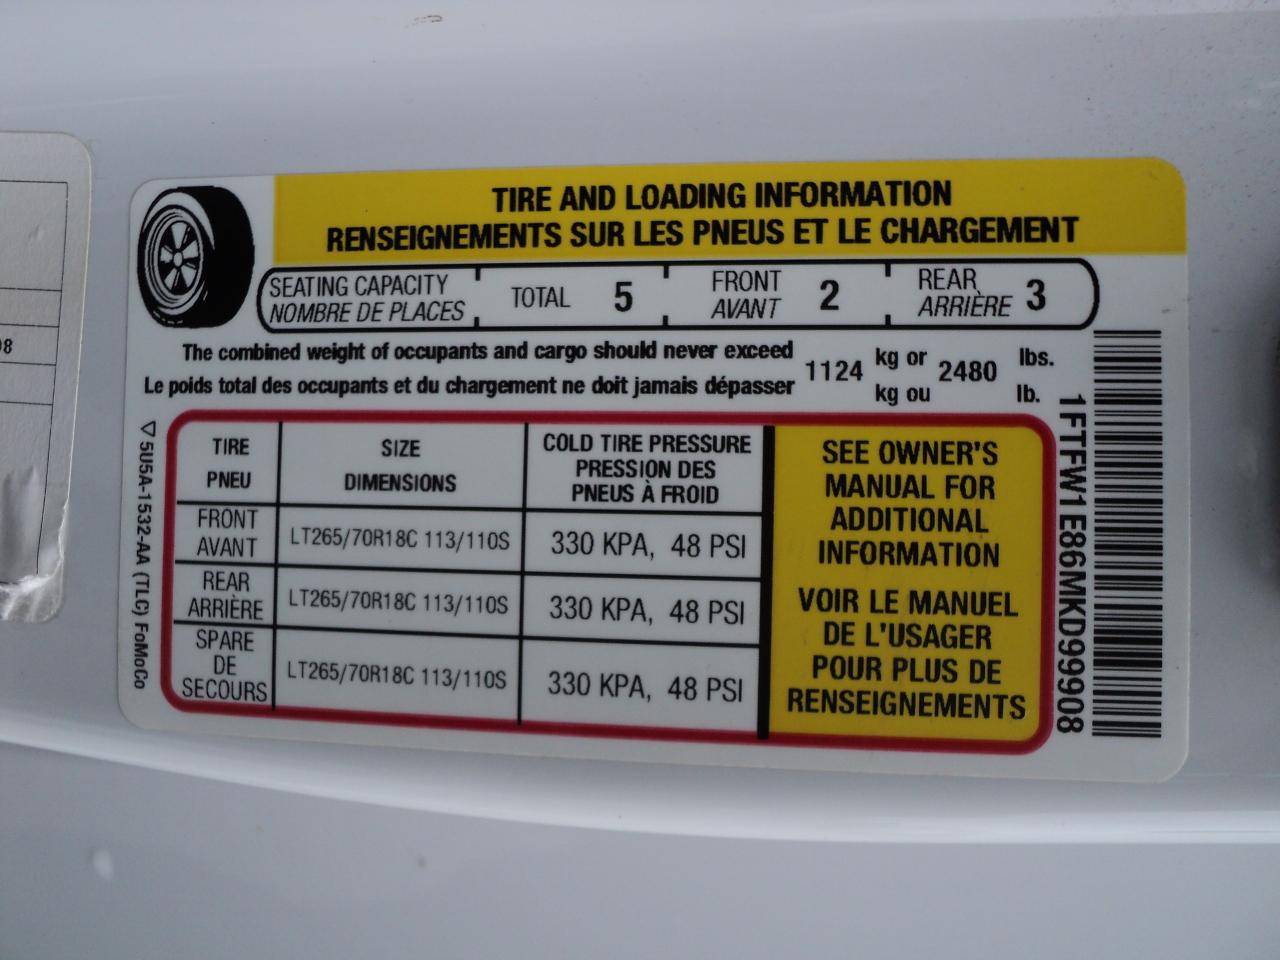 TIRE AND LOADING INFORMATION
RENSEIGNEMENTS SUR LES PNEUS ET LE CHARGEMENT
SEATING CAPACITY TOTAL 5 FRONT 2 REAR 3
NOMBRE DE PLACES AVANT ARRIÈRE
The combined weight of occupants and cargo should never exceed 1124 kg or 2480 lbs.
Le poids total des occupants et du chargement ne doit jamais dépasser kg ou lb.
TIRE SIZE COLD TIRE PRESSURE
PNEU DIMENSIONS PRESSION DES
PNEUS À FROID
FRONT
AVANT LT265/70R18C 113/110S 330 KPA, 48 PSI
REAR
ARRIÈRE LT265/70R18C 113/110S 330 KPA, 48 PSI
SPARE
DE
SECOURS LT265/70R18C 113/110S 330 KPA, 48 PSI
SEE OWNER'S
MANUAL FOR
ADDITIONAL
INFORMATION
VOIR LE MANUEL
DE L'USAGER
POUR PLUS DE
RENSEIGNEMENTS
1FTFW1E86MKD99908
5U5A-1532-AA (TLC) FoMoCo